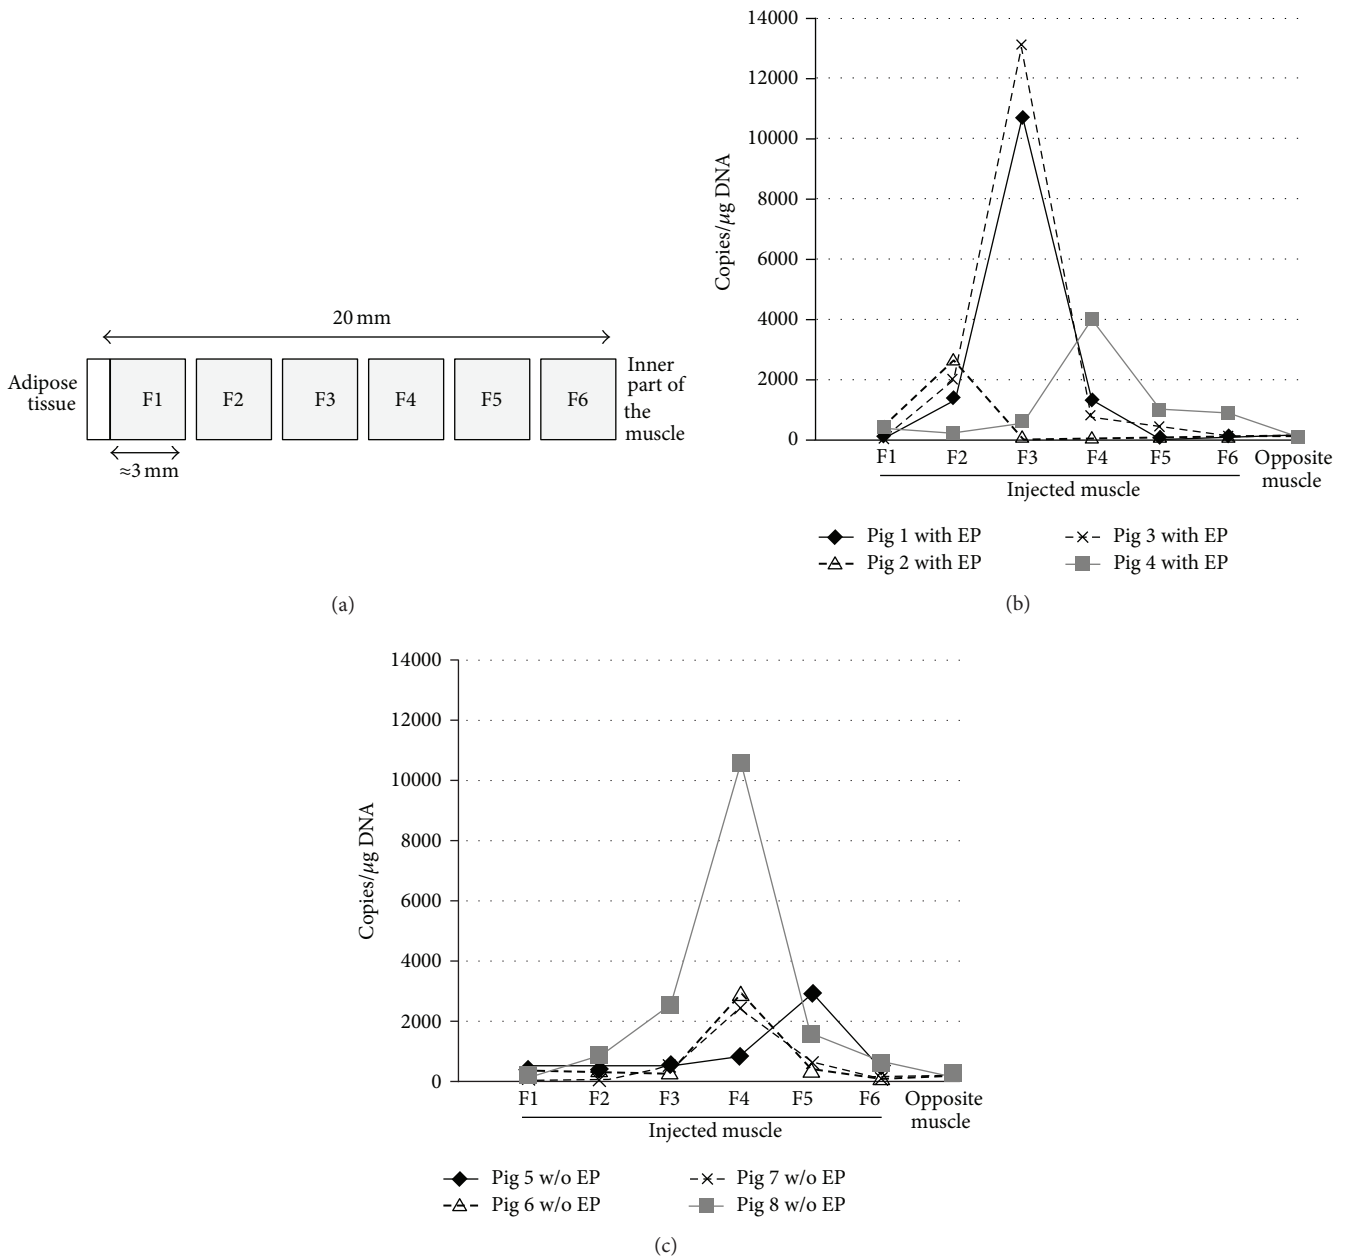 20 mm
Adipose
tissue
F1
F2
F3
F4
F5
F6
Inner
part of
the
muscle
≈3 mm
(a)
14000
12000
10000
8000
6000
4000
2000
0
Copies/μg DNA
F1 F2 F3 F4 F5 F6 Opposite
muscle
Injected muscle
Pig 1 with EP
Pig 2 with EP
Pig 3 with EP
Pig 4 with EP
(b)
14000
12000
10000
8000
6000
4000
2000
0
Copies/μg DNA
F1 F2 F3 F4 F5 F6 Opposite
muscle
Injected muscle
Pig 5 w/o EP
Pig 6 w/o EP
Pig 7 w/o EP
Pig 8 w/o EP
(c)